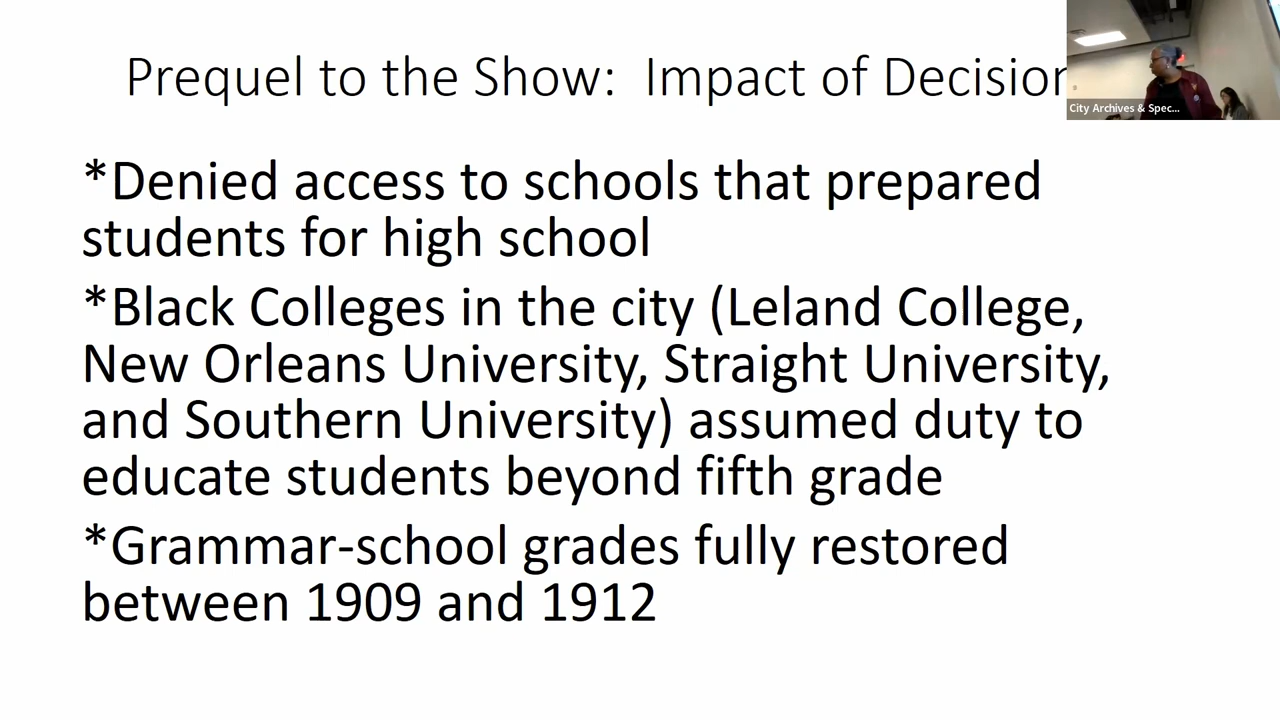 Prequel to the Show: Impact of Decision
City Archives & Spec...
*Denied access to schools that prepared
students for high school
*Black Colleges in the city (Leland College,
New Orleans University, Straight University,
and Southern University) assumed duty to
educate students beyond fifth grade
*Grammar-school grades fully restored
between 1909 and 1912